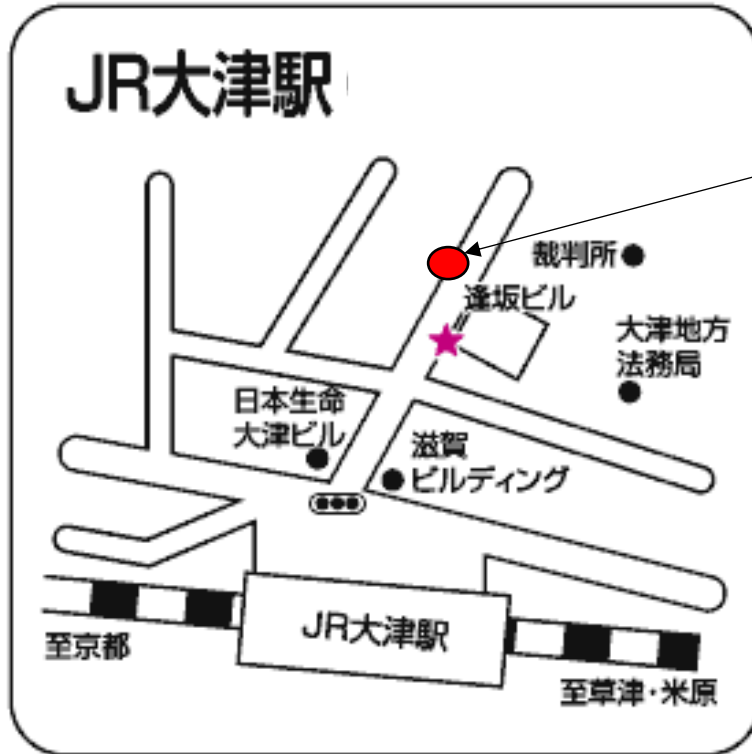 JR大津駅
裁判所
逢坂ビル
大津地方
法務局
日本生命
大津ビル
滋賀
ビルディング
JR大津駅
至京都
至草津・米原